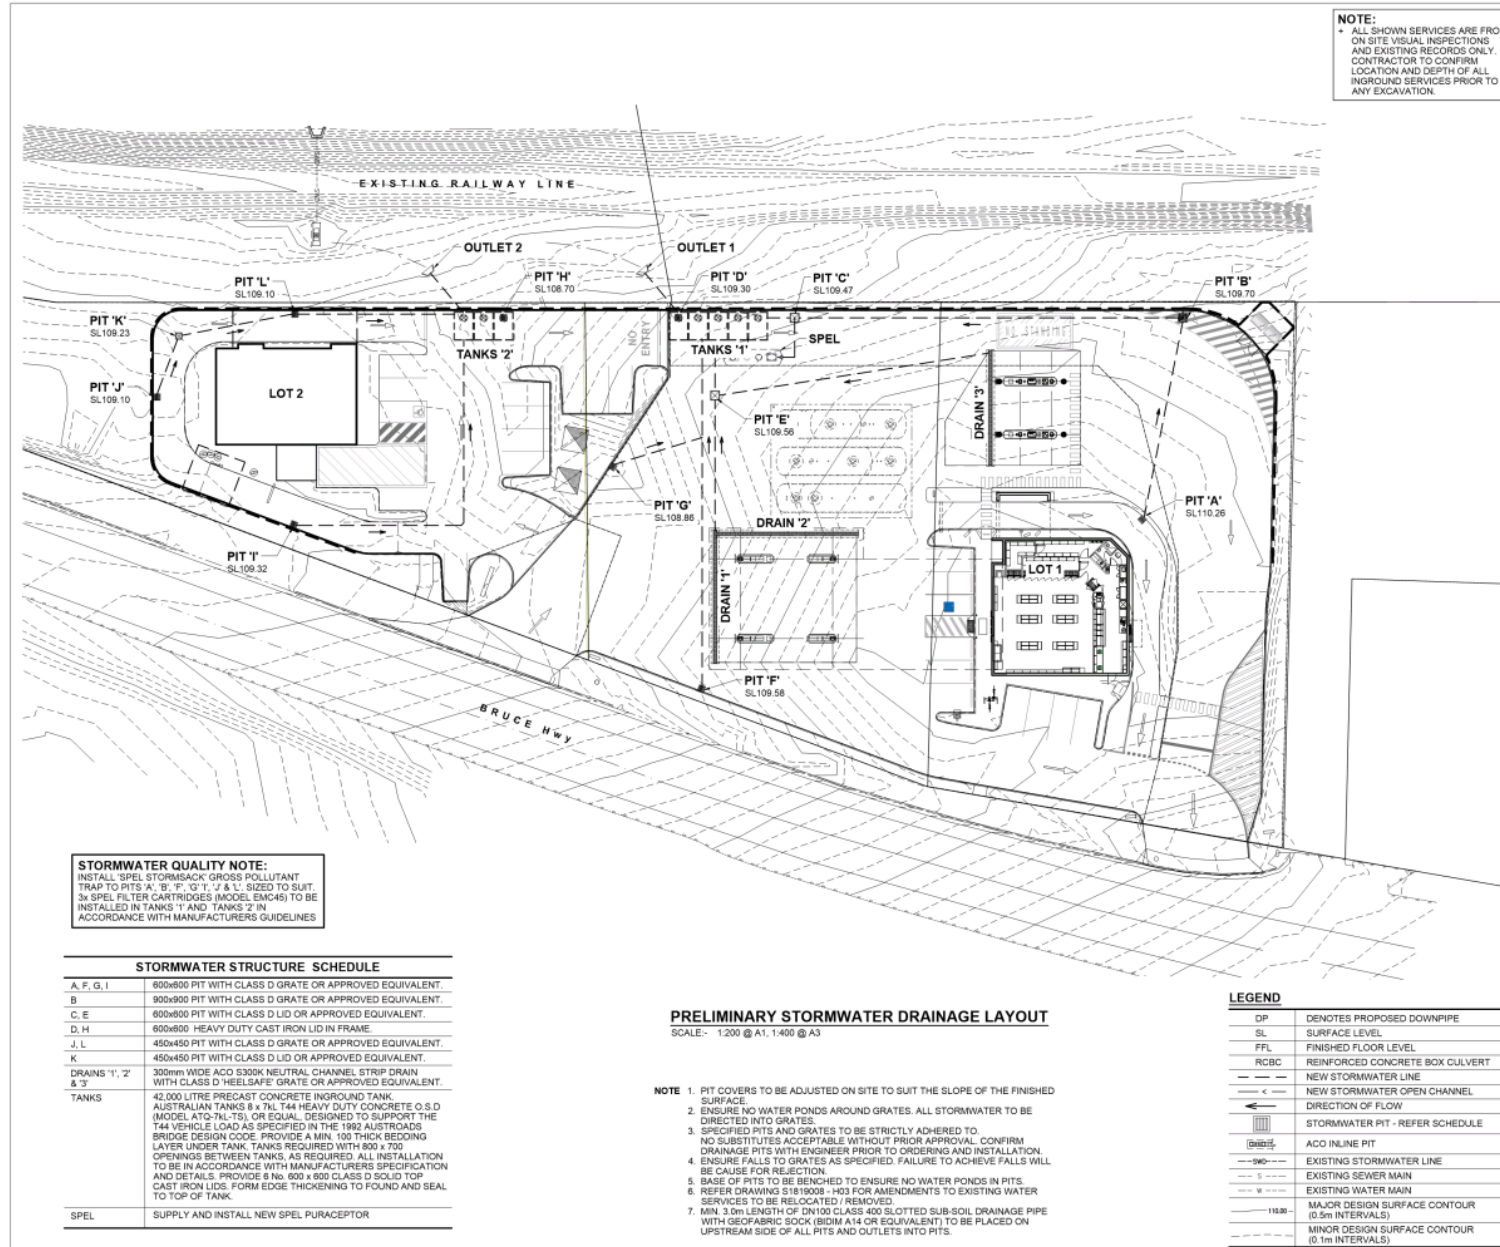 NOTE:
+ ALL SHOWN SERVICES ARE FRO
ON SITE VISUAL INSPECTIONS
AND EXISTING RECORDS ONLY.
CONTRACTOR TO CONFIRM
LOCATION AND DEPTH OF ALL
INGROUND SERVICES PRIOR TO
ANY EXCAVATION.
EXISTING RAILWAY LINE
OUTLET 2
OUTLET 1
PIT 'L'
SL109.10
PIT 'H'
SL108.70
PIT 'D'
SL109.30
PIT 'C'
SL109.47
PIT 'B'
SL109.70
PIT 'K'
SL109.23
NO
ENTRY
NO STANDING
TANKS '2'
TANKS '1'
SPEL
PIT 'J'
SL109.10
LOT 2
PIT 'E'
SL109.56
DRAIN '3'
PIT 'G'
SL108.86
PIT 'A'
SL110.26
DRAIN '2'
PIT 'I'
SL109.32
LOT 1
DRAIN '1'
PIT 'F'
SL109.58
BRUCE Hwy
STORMWATER QUALITY NOTE:
INSTALL 'SPEL STORMSACK' GROSS POLLUTANT
TRAP TO PITS 'A', 'B', 'F', 'G' 'I', 'J' & 'L'. SIZED TO SUIT.
3x SPEL FILTER CARTRIDGES (MODEL EMC45) TO BE
INSTALLED IN TANKS '1' AND TANKS '2' IN
ACCORDANCE WITH MANUFACTURERS GUIDELINES
STORMWATER STRUCTURE SCHEDULE
A, F, G, I 600x600 PIT WITH CLASS D GRATE OR APPROVED EQUIVALENT.
B 900x900 PIT WITH CLASS D GRATE OR APPROVED EQUIVALENT.
C, E 600x600 PIT WITH CLASS D LID OR APPROVED EQUIVALENT.
D, H 600x600 HEAVY DUTY CAST IRON LID IN FRAME.
J, L 450x450 PIT WITH CLASS D GRATE OR APPROVED EQUIVALENT.
K 450x450 PIT WITH CLASS D LID OR APPROVED EQUIVALENT.
DRAINS '1', '2' 300mm WIDE ACO S300K NEUTRAL CHANNEL STRIP DRAIN
& '3' WITH CLASS D 'HEELSAFE' GRATE OR APPROVED EQUIVALENT.
TANKS 42,000 LITRE PRECAST CONCRETE INGROUND TANK.
AUSTRALIAN TANKS 8 x 7kL T44 HEAVY DUTY CONCRETE O.S.D
(MODEL ATQ-7kL-TS), OR EQUAL, DESIGNED TO SUPPORT THE
T44 VEHICLE LOAD AS SPECIFIED IN THE 1992 AUSTROADS
BRIDGE DESIGN CODE. PROVIDE A MIN. 100 THICK BEDDING
LAYER UNDER TANK. TANKS REQUIRED WITH 800 x 700
OPENINGS BETWEEN TANKS, AS REQUIRED. ALL INSTALLATION
TO BE IN ACCORDANCE WITH MANUFACTURERS SPECIFICATION
AND DETAILS. PROVIDE 6 No. 600 x 600 CLASS D SOLID TOP
CAST IRON LIDS. FORM EDGE THICKENING TO FOUND AND SEAL
TO TOP OF TANK.
SPEL SUPPLY AND INSTALL NEW SPEL PURACEPTOR
PRELIMINARY STORMWATER DRAINAGE LAYOUT
SCALE:- 1:200 @ A1, 1:400 @ A3
NOTE 1. PIT COVERS TO BE ADJUSTED ON SITE TO SUIT THE SLOPE OF THE FINISHED
SURFACE.
2. ENSURE NO WATER PONDS AROUND GRATES. ALL STORMWATER TO BE
DIRECTED INTO GRATES.
3. SPECIFIED PITS AND GRATES TO BE STRICTLY ADHERED TO.
NO SUBSTITUTES ACCEPTABLE WITHOUT PRIOR APPROVAL. CONFIRM
DRAINAGE PITS WITH ENGINEER PRIOR TO ORDERING AND INSTALLATION.
4. ENSURE FALLS TO GRATES AS SPECIFIED. FAILURE TO ACHIEVE FALLS WILL
BE CAUSE FOR REJECTION.
5. BASE OF PITS TO BE BENCHED TO ENSURE NO WATER PONDS IN PITS.
6. REFER DRAWING S1819008 - H03 FOR AMENDMENTS TO EXISTING WATER
SERVICES TO BE RELOCATED / REMOVED.
7. MIN. 3.0m LENGTH OF DN100 CLASS 400 SLOTTED SUB-SOIL DRAINAGE PIPE
WITH GEOFABRIC SOCK (BIDIM A14 OR EQUIVALENT) TO BE PLACED ON
UPSTREAM SIDE OF ALL PITS AND OUTLETS INTO PITS.
LEGEND
DP DENOTES PROPOSED DOWNPIPE
SL SURFACE LEVEL
FFL FINISHED FLOOR LEVEL
RCBC REINFORCED CONCRETE BOX CULVERT
NEW STORMWATER LINE
NEW STORMWATER OPEN CHANNEL
DIRECTION OF FLOW
STORMWATER PIT - REFER SCHEDULE
ACO INLINE PIT
SWD EXISTING STORMWATER LINE
S EXISTING SEWER MAIN
W EXISTING WATER MAIN
110.00 MAJOR DESIGN SURFACE CONTOUR
(0.5m INTERVALS)
MINOR DESIGN SURFACE CONTOUR
(0.1m INTERVALS)